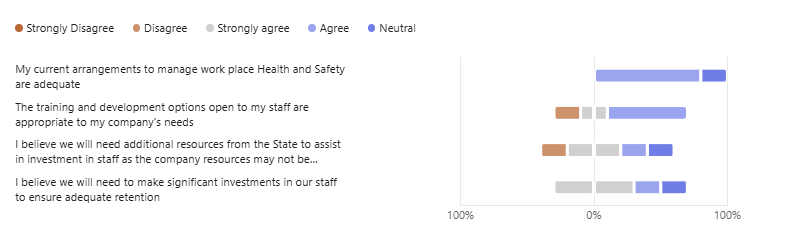 Strongly Disagree Disagree Strongly agree Agree Neutral
My current arrangements to manage work place Health and Safety
are adequate
The training and development options open to my staff are
appropriate to my company's needs
I believe we will need additional resources from the State to assist
in investment in staff as the company resources may not be...
I believe we will need to make significant investments in our staff
to ensure adequate retention
100% 0% 100%